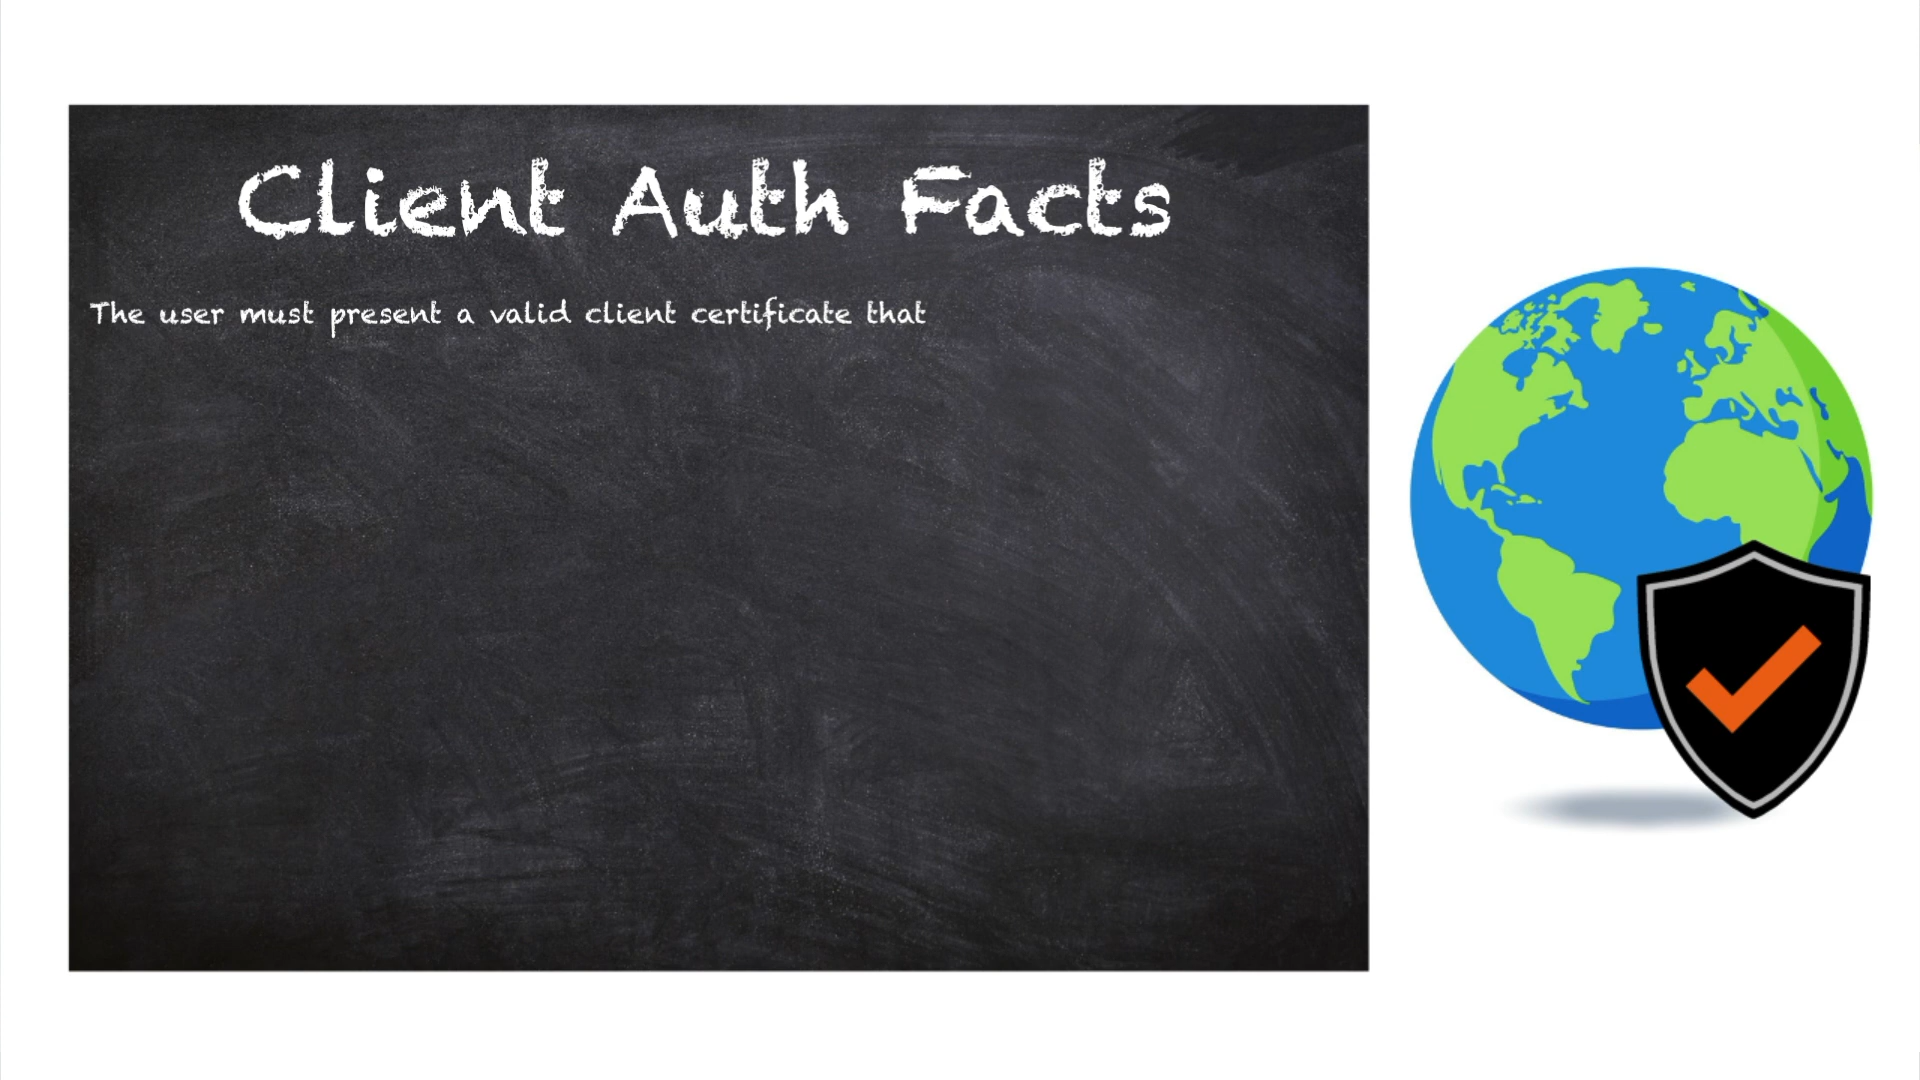 Client Auth Facts
The user must present a valid client certificate that